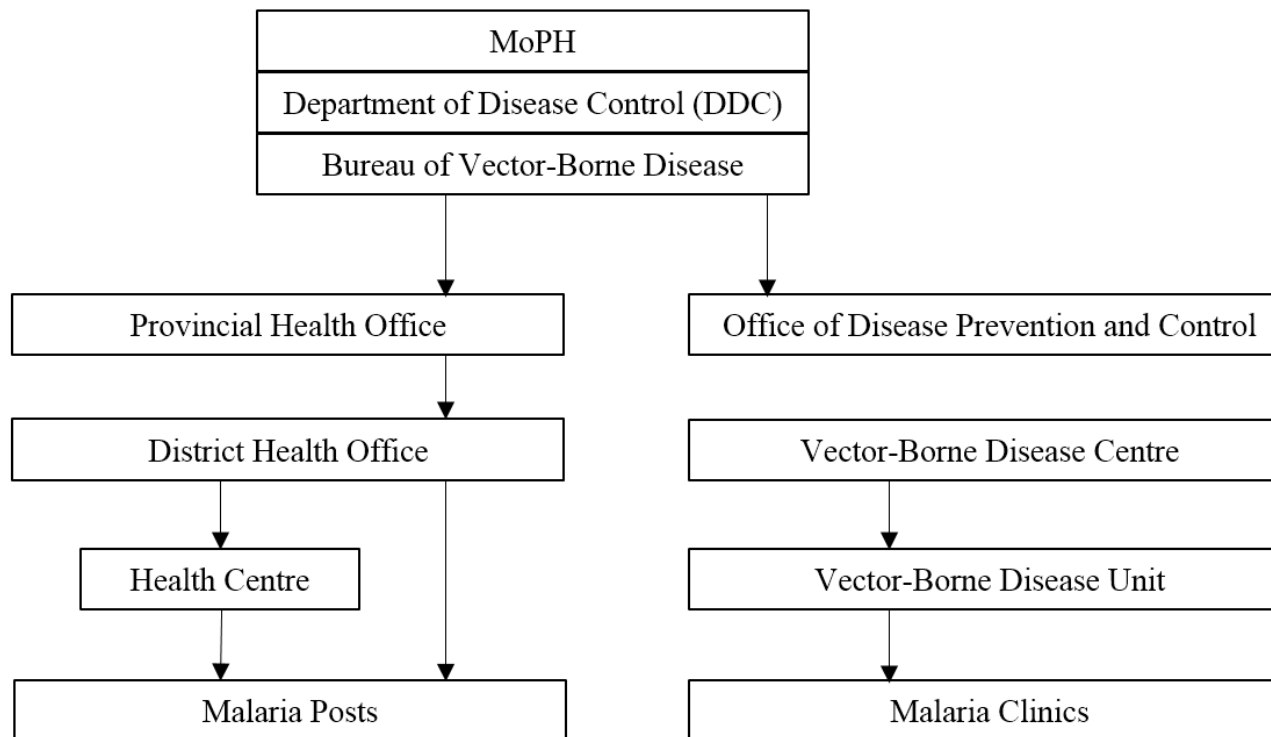 MoPH
Department of Disease Control (DDC)
Bureau of Vector-Borne Disease
Provincial Health Office
Office of Disease Prevention and Control
District Health Office
Vector-Borne Disease Centre
Health Centre
Vector-Borne Disease Unit
Malaria Posts
Malaria Clinics